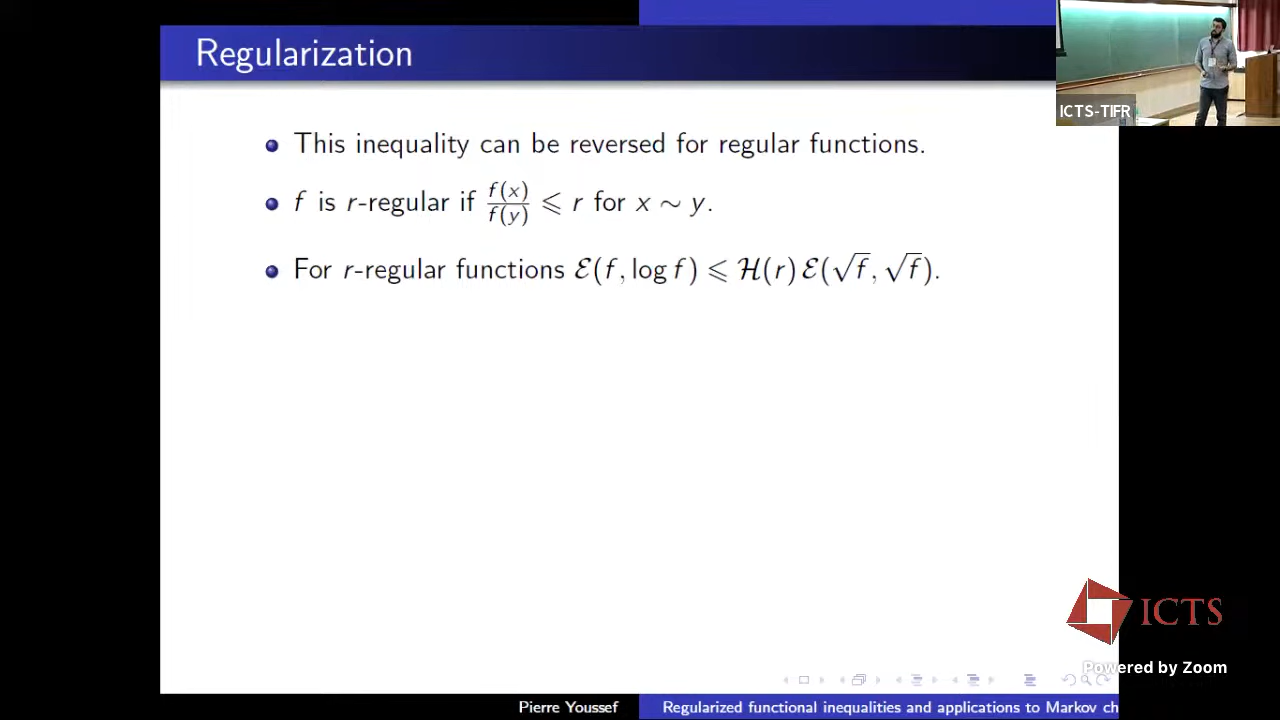 Regularization
ICTS-TIFR
This inequality can be reversed for regular functions.
f is r-regular if f(x)/f(y) ⩽ r for x ∼ y.
For r-regular functions ℰ(f, log f) ⩽ ℋ(r) ℰ(√f, √f).
ICTS
Powered by Zoom
Pierre Youssef
Regularized functional inequalities and applications to Markov ch